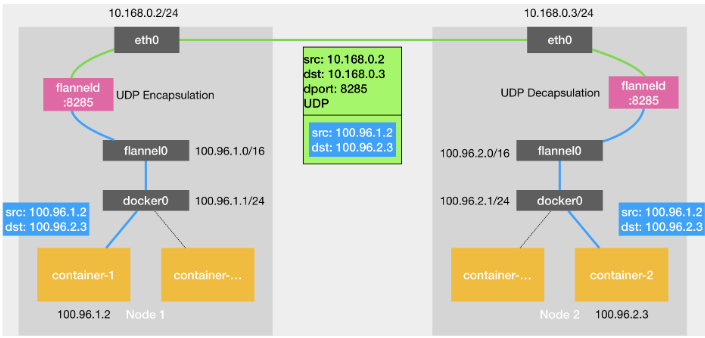 10.168.0.2/24
10.168.0.3/24
eth0
eth0
src: 10.168.0.2
dst: 10.168.0.3
dport: 8285
UDP
flanneld
:8285
UDP Encapsulation
UDP Decapsulation
flanneld
:8285
src: 100.96.1.2
dst: 100.96.2.3
flannel0
100.96.1.0/16
100.96.2.0/16
flannel0
docker0
100.96.1.1/24
100.96.2.1/24
docker0
src: 100.96.1.2
dst: 100.96.2.3
src: 100.96.1.2
dst: 100.96.2.3
container-1
container-...
container-...
container-2
100.96.1.2
Node 1
Node 2
100.96.2.3